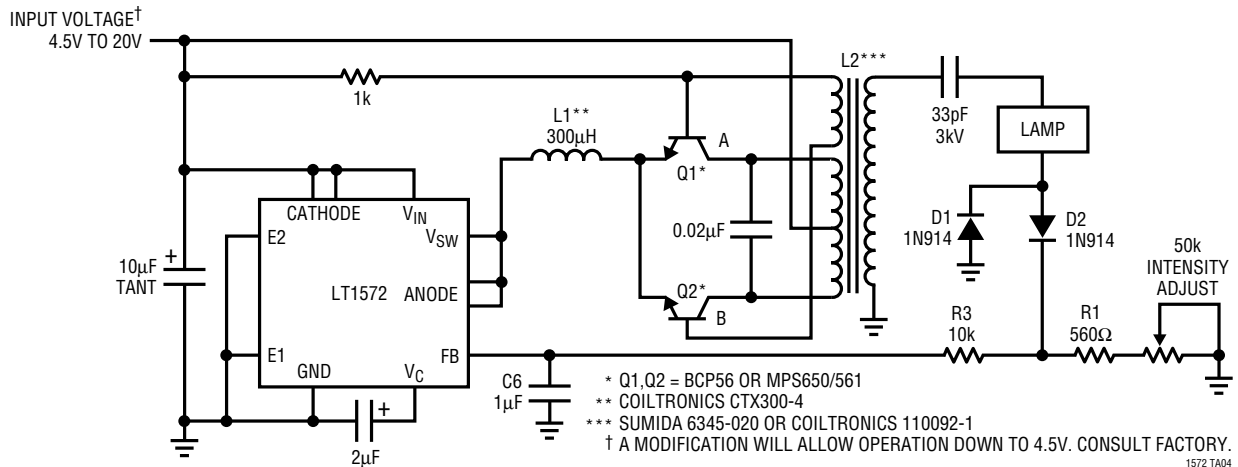 INPUT VOLTAGE†
4.5V TO 20V
1k
L1**
300µH
L2***
A
Q1*
0.02µF
Q2*
B
33pF
3kV
LAMP
D1
1N914
D2
1N914
50k
INTENSITY
ADJUST
R3
10k
R1
560Ω
10µF
TANT
+
CATHODE
VIN
E2
VSW
LT1572
ANODE
E1
FB
GND
VC
+
2µF
C6
1µF
* Q1,Q2 = BCP56 OR MPS650/561
** COILTRONICS CTX300-4
*** SUMIDA 6345-020 OR COILTRONICS 110092-1
† A MODIFICATION WILL ALLOW OPERATION DOWN TO 4.5V. CONSULT FACTORY.
1572 TA04